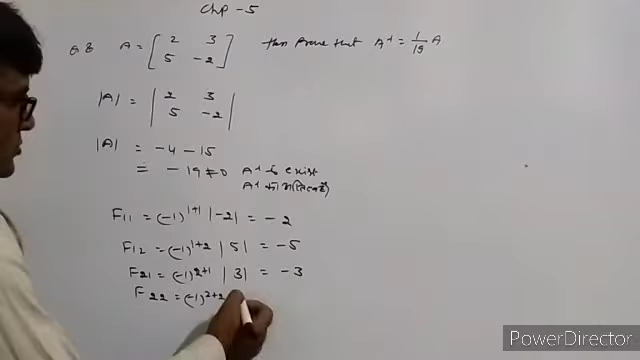 Chp -5
Q 8 A = [ 2 3 5 -2 ] then prove that A⁻¹ = 1/19 A
|A| = | 2 3 5 -2 |
|A| = -4 -15
= -19 ≠ 0 A⁻¹ exist
A⁻¹ का
F11 = (-1)^1+1 |-2| = -2
F12 = (-1)^1+2 |5| = -5
F21 = (-1)^2+1 |3| = -3
F22 = (-1)^2+2
PowerDirector